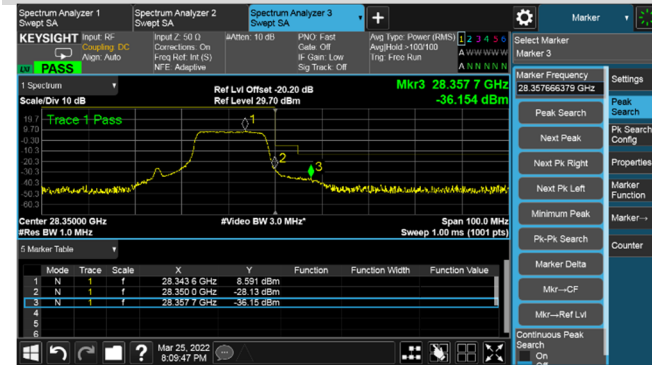 Spectrum Analyzer 1
Swept SA
Spectrum Analyzer 2
Swept SA
Spectrum Analyzer 3
Swept SA
+
Marker
KEYSIGHT
Input: RF
Coupling: DC
Align: Auto
PASS
Input Z: 50 Ω
Corrections: On
Freq Ref: Int (S)
NFE: Adaptive
#Atten: 10 dB
PNO: Fast
Gate: Off
IF Gain: Low
Sig Track: Off
Avg Type: Power (RMS)
Avg|Hold:>100/100
Trig: Free Run
1 2 3 4 5 6
A W W W W W
A N N N N N
Select Marker
Marker 3
1 Spectrum
Scale/Div 10 dB
Ref Lvl Offset -20.20 dB
Ref Level 29.70 dBm
Mkr3 28.357 7 GHz
-36.154 dBm
Trace 1 Pass
19.7
9.70
-0.30
-10.3
-20.3
-30.3
-40.3
-50.3
-60.3
1
2
3
Center 28.35000 GHz
#Res BW 1.0 MHz
#Video BW 3.0 MHz*
Span 100.0 MHz
Sweep 1.00 ms (1001 pts)
5 Marker Table
Mode Trace Scale X Y Function Function Width Function Value
1 N 1 f 28.343 6 GHz 8.591 dBm
2 N 1 f 28.350 0 GHz -28.13 dBm
3 N 1 f 28.357 7 GHz -36.15 dBm
4
5
6
?
Mar 25, 2022
8:09:47 PM
Marker Frequency
28.357666379 GHz
Peak Search
Next Peak
Next Pk Right
Next Pk Left
Minimum Peak
Pk-Pk Search
Marker Delta
Mkr→CF
Mkr→Ref Lvl
Continuous Peak
Search
On
Off
Settings
Peak
Search
Pk Search
Config
Properties
Marker
Function
Marker→
Counter